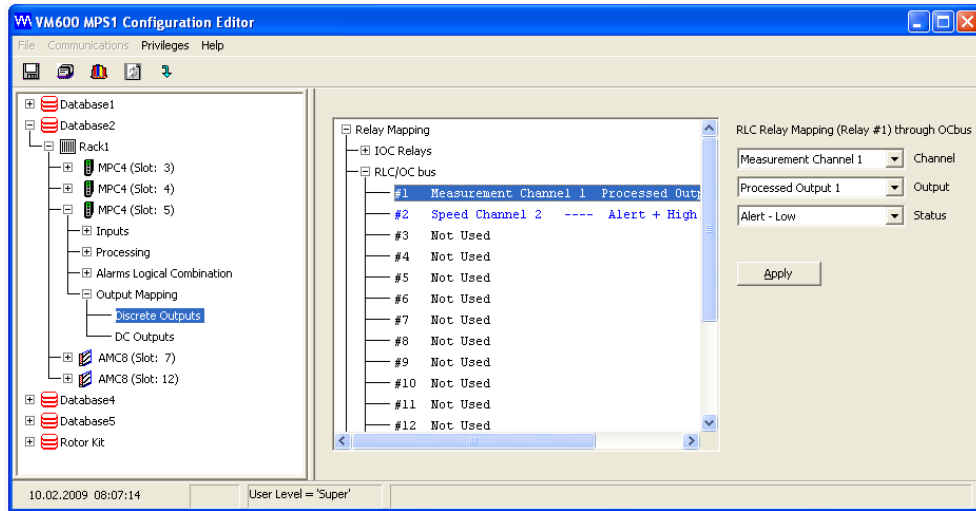 VM600 MPS1 Configuration Editor
File Communications Privileges Help
Database1
Database2
Rack1
MPC4 (Slot: 3)
MPC4 (Slot: 4)
MPC4 (Slot: 5)
Inputs
Processing
Alarms Logical Combination
Output Mapping
Discrete Outputs
DC Outputs
AMC8 (Slot: 7)
AMC8 (Slot: 12)
Database4
Database5
Rotor Kit
Relay Mapping
IOC Relays
RLC/OC bus
#1 Measurement Channel 1 Processed Outp
#2 Speed Channel 2 ---- Alert + High
#3 Not Used
#4 Not Used
#5 Not Used
#6 Not Used
#7 Not Used
#8 Not Used
#9 Not Used
#10 Not Used
#11 Not Used
#12 Not Used
RLC Relay Mapping (Relay #1) through OCbus
Measurement Channel 1 Channel
Processed Output 1 Output
Alert - Low Status
Apply
10.02.2009 08:07:14 User Level = 'Super'